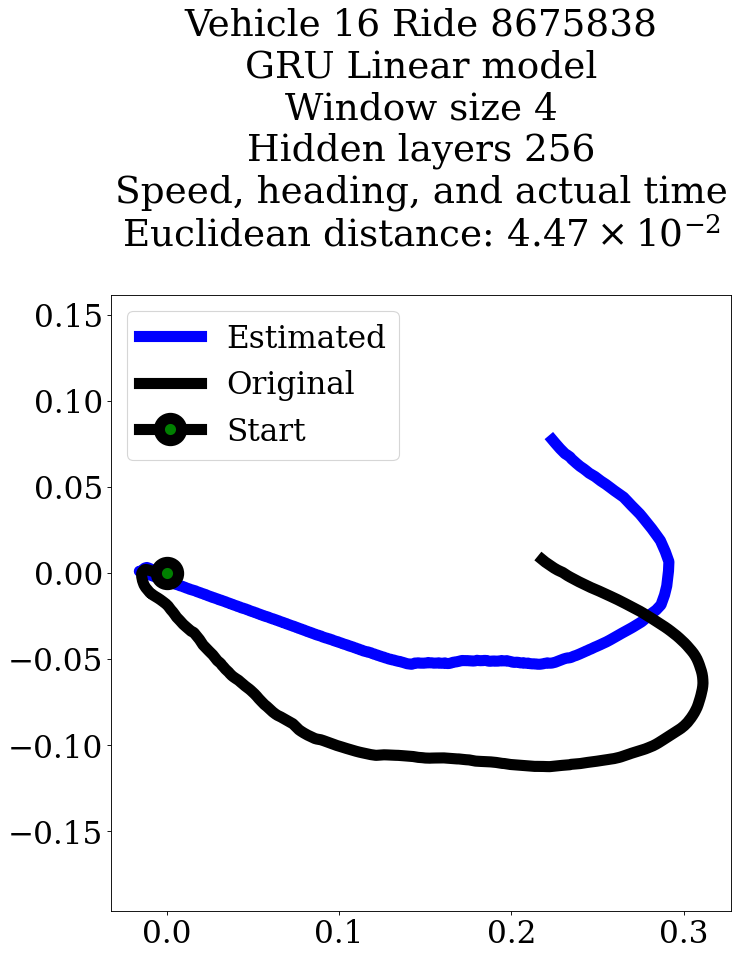 Vehicle 16 Ride 8675838
GRU Linear model
Window size 4
Hidden layers 256
Speed, heading, and actual time
Euclidean distance: 4.47 × 10⁻²
0.15
0.10
0.05
0.00
−0.05
−0.10
−0.15
Estimated
Original
Start
0.0 0.1 0.2 0.3